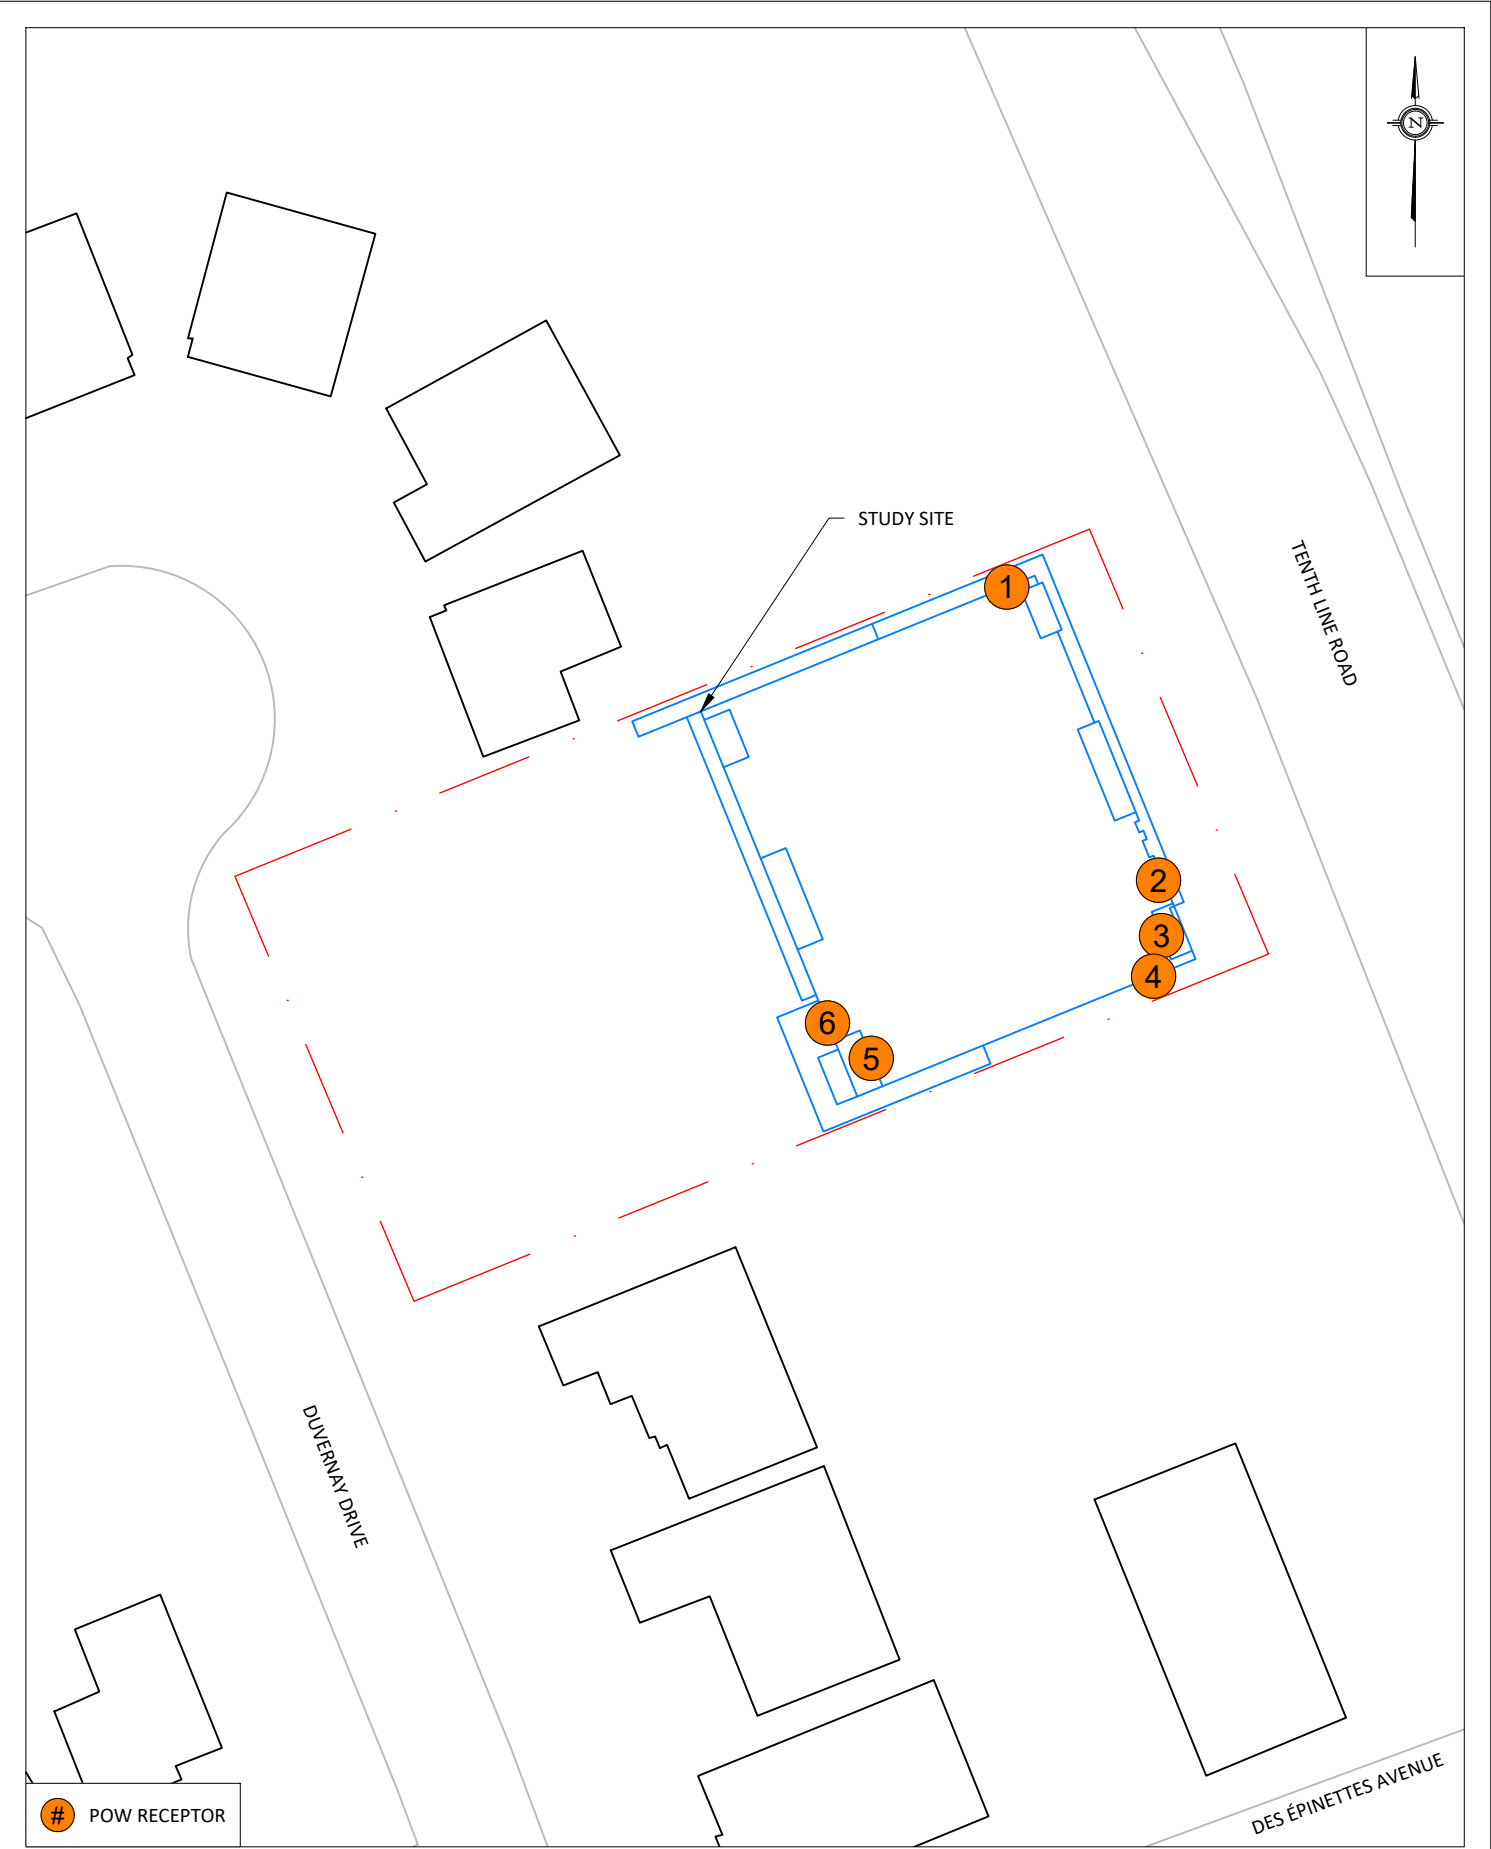 N
STUDY SITE
1
TENTH LINE ROAD
2
3
4
6
5
DUVERNAY DRIVE
DES ÉPINETTES AVENUE
# POW RECEPTOR